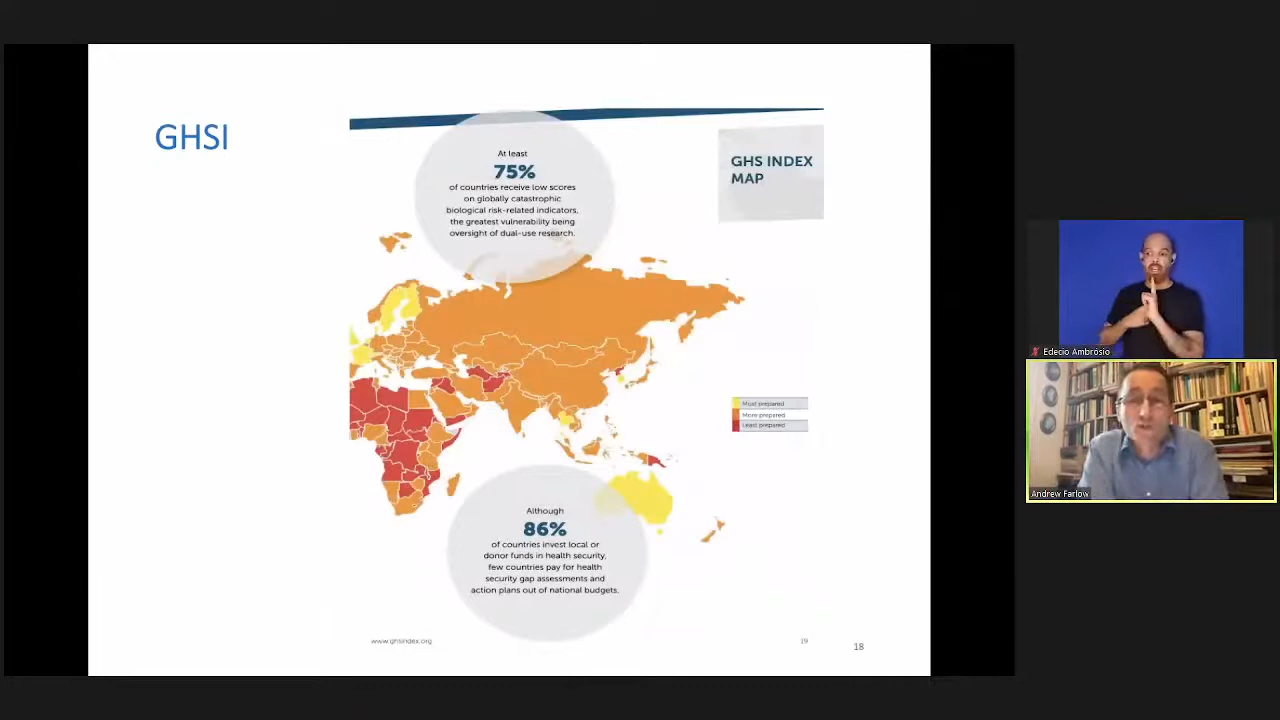 GHSI
At least
75%
of countries receive low scores
on globally catastrophic
biological risk-related indicators,
the greatest vulnerability being
oversight of dual-use research.
GHS INDEX
MAP
Most prepared
More prepared
Least prepared
Although
86%
of countries invest local or
donor funds in health security,
few countries pay for health
security gap assessments and
action plans out of national budgets.
www.ghsindex.org
19
18
Edecio Ambrósio
Andrew Farlow